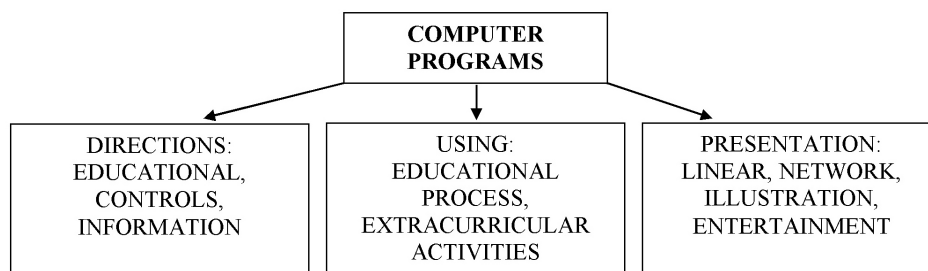 COMPUTER
PROGRAMS
DIRECTIONS:
EDUCATIONAL,
CONTROLS,
INFORMATION
USING:
EDUCATIONAL
PROCESS,
EXTRACURRICULAR
ACTIVITIES
PRESENTATION:
LINEAR, NETWORK,
ILLUSTRATION,
ENTERTAINMENT